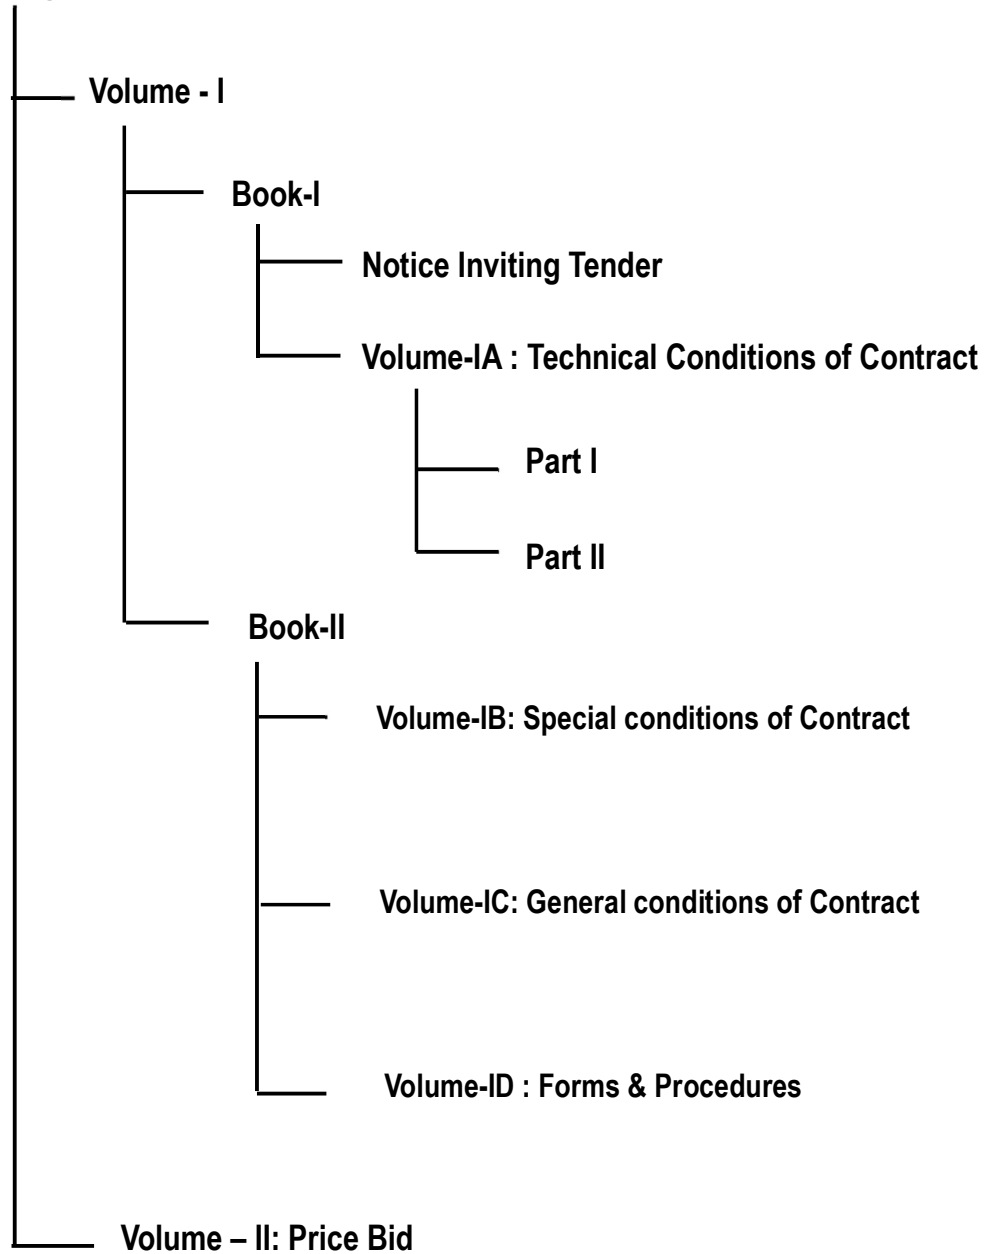 Volume - I
Book-I
Notice Inviting Tender
Volume-IA : Technical Conditions of Contract
Part I
Part II
Book-II
Volume-IB: Special conditions of Contract
Volume-IC: General conditions of Contract
Volume-ID : Forms & Procedures
Volume – II: Price Bid